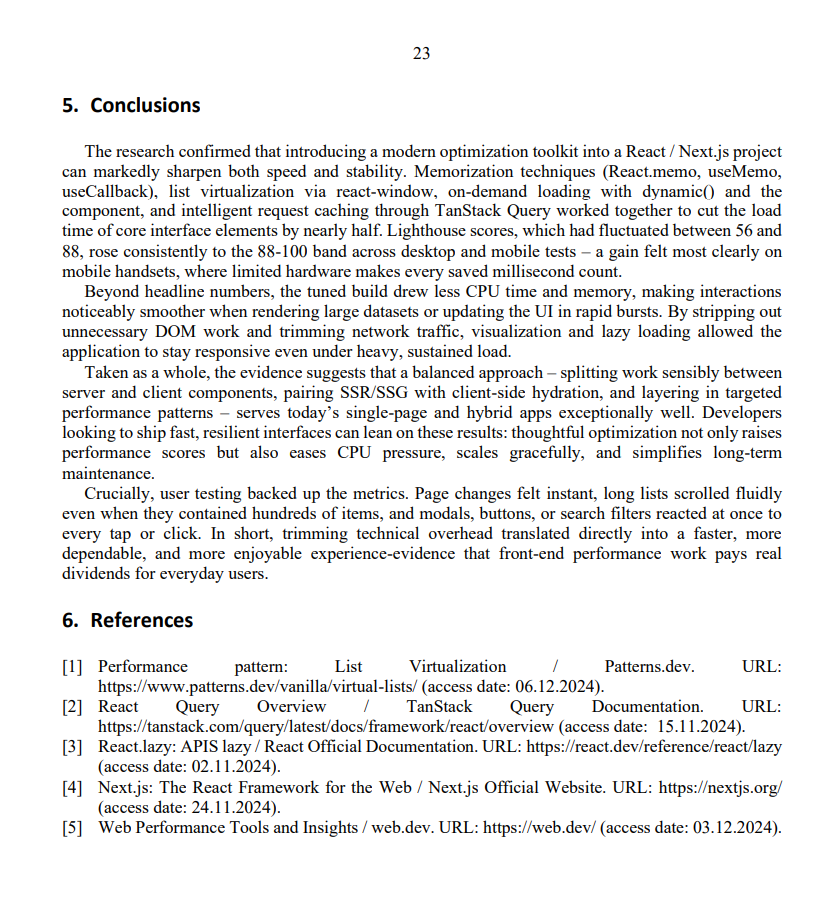 23
5. Conclusions
The research confirmed that introducing a modern optimization toolkit into a React / Next.js project
can markedly sharpen both speed and stability. Memorization techniques (React.memo, useMemo,
useCallback), list virtualization via react-window, on-demand loading with dynamic() and the
component, and intelligent request caching through TanStack Query worked together to cut the load
time of core interface elements by nearly half. Lighthouse scores, which had fluctuated between 56 and
88, rose consistently to the 88-100 band across desktop and mobile tests – a gain felt most clearly on
mobile handsets, where limited hardware makes every saved millisecond count.
Beyond headline numbers, the tuned build drew less CPU time and memory, making interactions
noticeably smoother when rendering large datasets or updating the UI in rapid bursts. By stripping out
unnecessary DOM work and trimming network traffic, visualization and lazy loading allowed the
application to stay responsive even under heavy, sustained load.
Taken as a whole, the evidence suggests that a balanced approach – splitting work sensibly between
server and client components, pairing SSR/SSG with client-side hydration, and layering in targeted
performance patterns – serves today’s single-page and hybrid apps exceptionally well. Developers
looking to ship fast, resilient interfaces can lean on these results: thoughtful optimization not only raises
performance scores but also eases CPU pressure, scales gracefully, and simplifies long-term
maintenance.
Crucially, user testing backed up the metrics. Page changes felt instant, long lists scrolled fluidly
even when they contained hundreds of items, and modals, buttons, or search filters reacted at once to
every tap or click. In short, trimming technical overhead translated directly into a faster, more
dependable, and more enjoyable experience-evidence that front-end performance work pays real
dividends for everyday users.
6. References
[1] Performance pattern: List Virtualization / Patterns.dev. URL:
https://www.patterns.dev/vanilla/virtual-lists/ (access date: 06.12.2024).
[2] React Query Overview / TanStack Query Documentation. URL:
https://tanstack.com/query/latest/docs/framework/react/overview (access date: 15.11.2024).
[3] React.lazy: APIS lazy / React Official Documentation. URL: https://react.dev/reference/react/lazy
(access date: 02.11.2024).
[4] Next.js: The React Framework for the Web / Next.js Official Website. URL: https://nextjs.org/
(access date: 24.11.2024).
[5] Web Performance Tools and Insights / web.dev. URL: https://web.dev/ (access date: 03.12.2024).